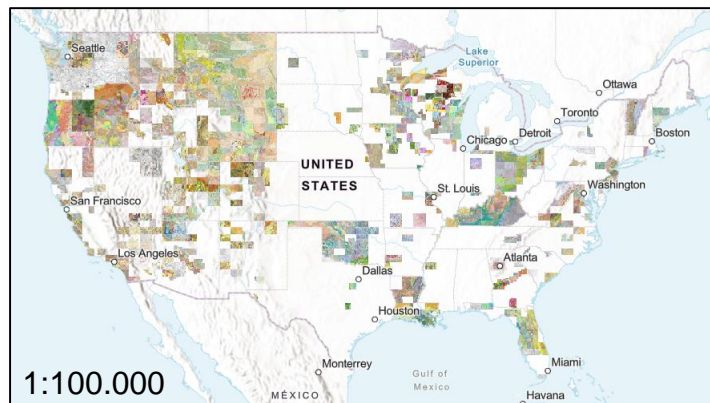 Seattle
Lake
Superior
Ottawa
Toronto
Chicago
Detroit
Boston
UNITED
STATES
San Francisco
St. Louis
Washington
Los Angeles
Atlanta
Dallas
Houston
Monterrey
Gulf of
Mexico
Miami
1:100.000
MÉXICO
Havana